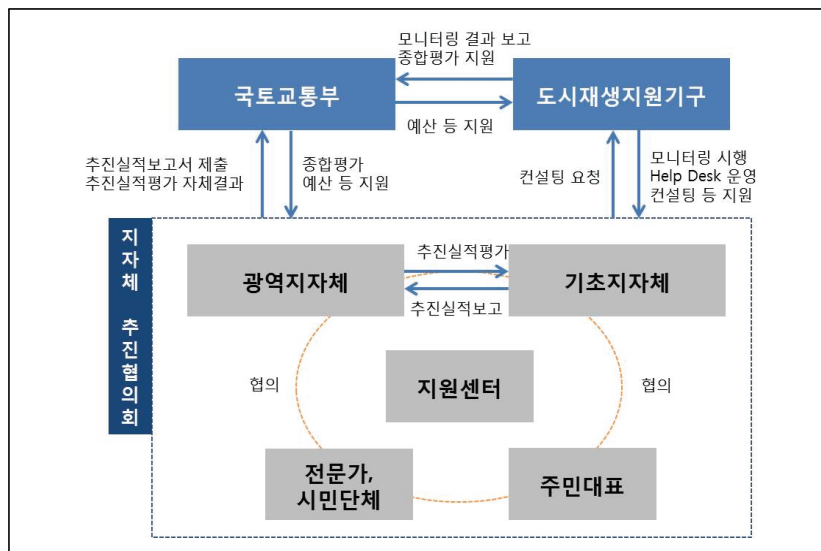 모니터링 결과 보고
종합평가 지원
국토교통부
도시재생지원기구
예산 등 지원
추진실적보고서 제출
추진실적평가 자체결과
종합평가
예산 등 지원
컨설팅 요청
모니터링 시행
Help Desk 운영
컨설팅 등 지원
지자체 추진협의회
추진실적평가
광역지자체
기초지자체
추진실적보고
협의
지원센터
협의
전문가,
시민단체
주민대표